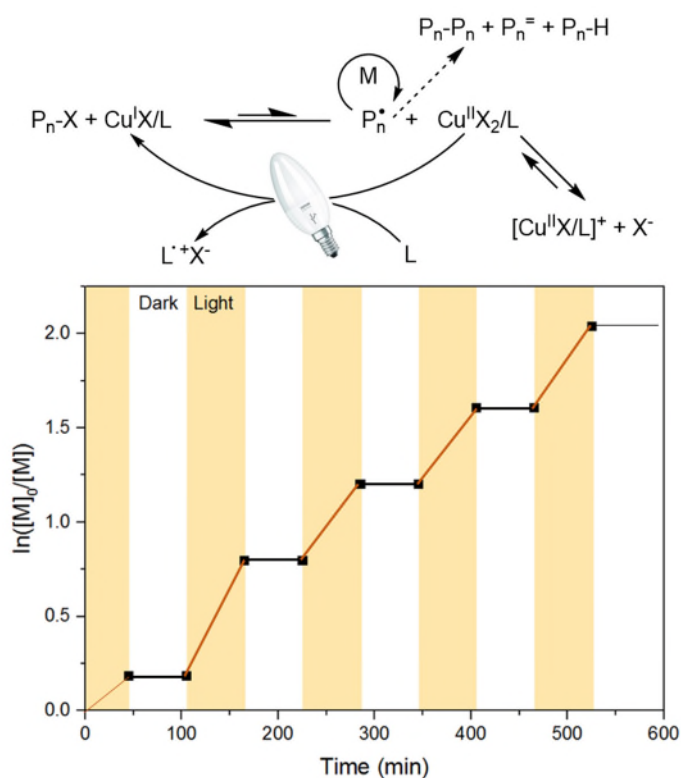 Pₙ-Pₙ + Pₙ⁼ + Pₙ-H
M
Pₙ-X + CuᴵX/L
Pₙ• + CuᴵᴵX₂/L
[CuᴵᴵX/L]⁺ + X⁻
L•⁺X⁻
L
Dark Light
2.0
1.5
1.0
0.5
0.0
ln([M]₀/[M])
0 100 200 300 400 500 600
Time (min)